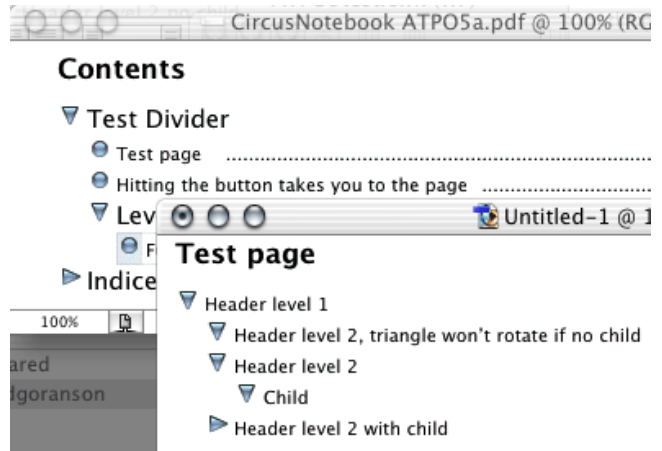 CircusNotebook ATPO5a.pdf @ 100% (RG
Contents
Test Divider
Test page ........................................................
Hitting the button takes you to the page ......................
Lev
F
Indice
100%
ared
dgoranson
Untitled-1 @ 1
Test page
Header level 1
Header level 2, triangle won't rotate if no child
Header level 2
Child
Header level 2 with child